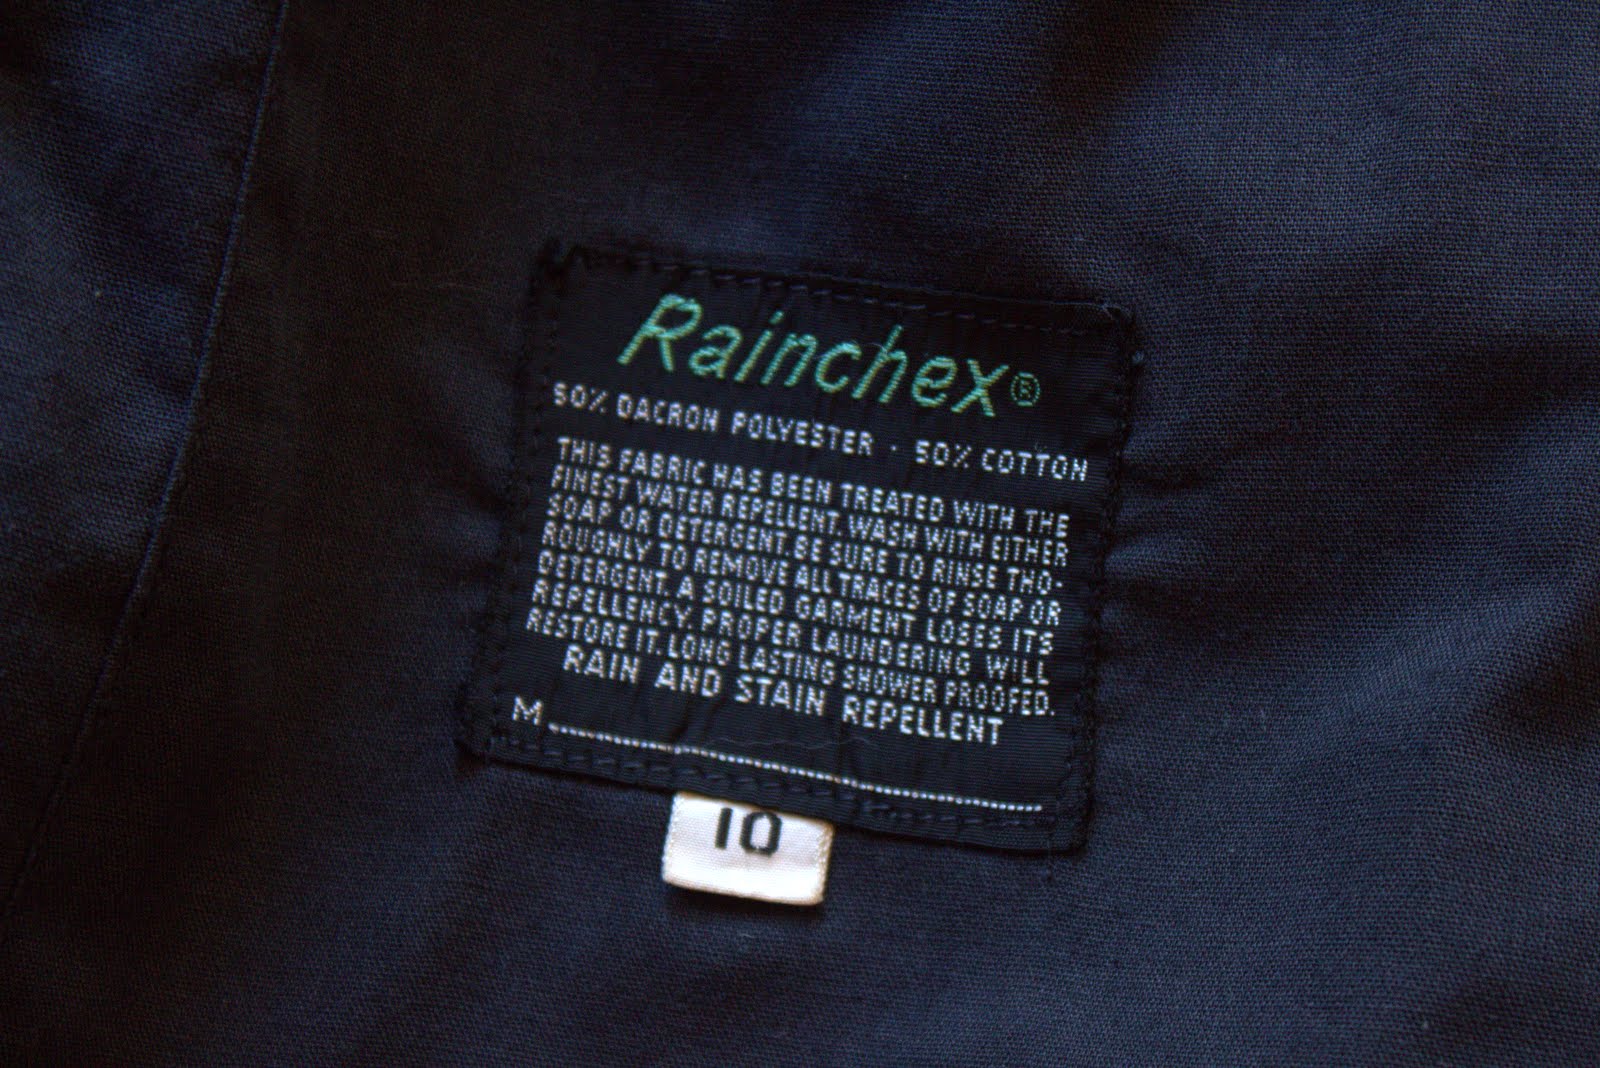 Rainchex®
50% DACRON POLYESTER · 50% COTTON
THIS FABRIC HAS BEEN TREATED WITH THE
FINEST WATER REPELLENT. WASH WITH EITHER
SOAP OR DETERGENT. BE SURE TO RINSE THO-
ROUGHLY TO REMOVE ALL TRACES OF SOAP OR
DETERGENT. A SOILED GARMENT LOSES ITS
REPELLENCY. PROPER LAUNDERING WILL
RESTORE IT. LONG LASTING SHOWER PROOFED.
RAIN AND STAIN REPELLENT
M
10